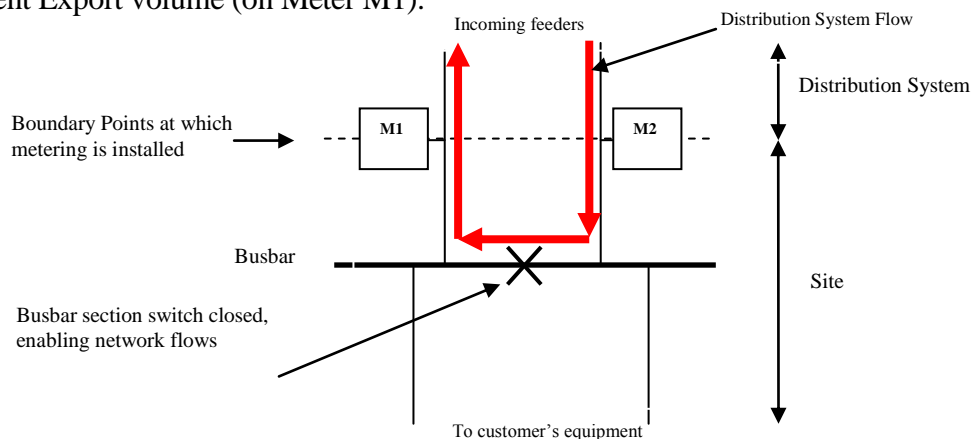 ent Export volume (on Meter M1).
Incoming feeders
Distribution System Flow
Distribution System
Boundary Points at which
metering is installed
M1
M2
Busbar
Site
Busbar section switch closed,
enabling network flows
To customer's equipment